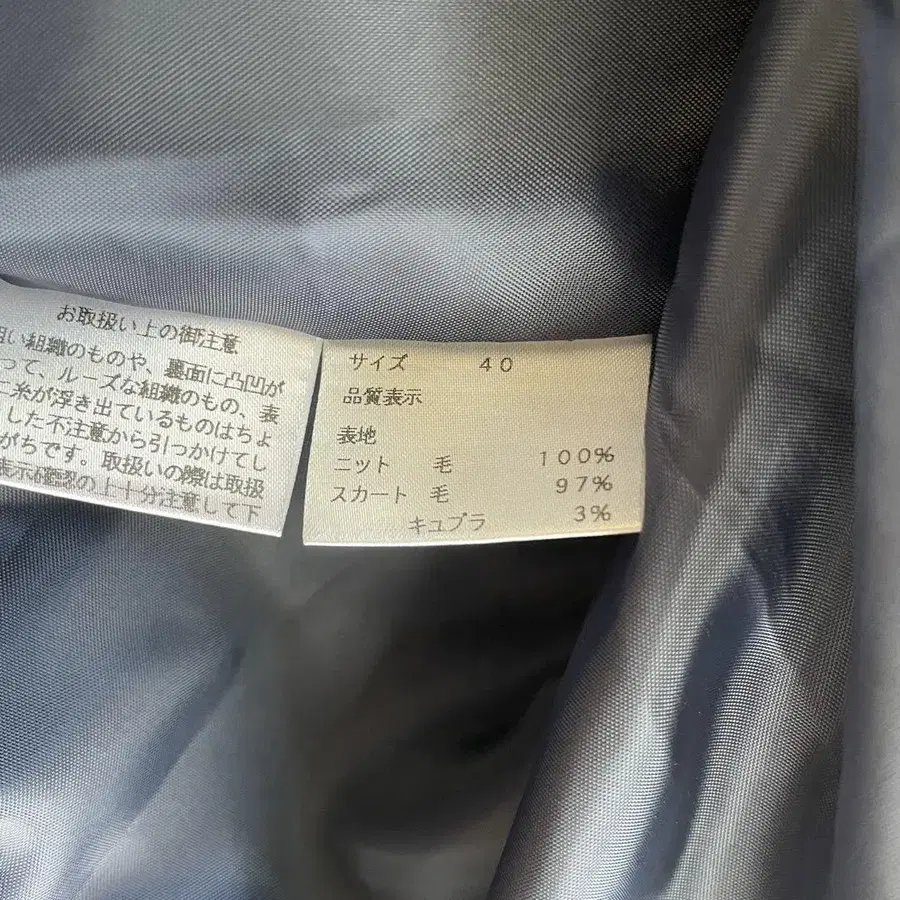 お取扱い上の御注意
い組織のものや、裏面に凸凹が
って、ルーズな組織のもの、表
糸が浮き出ているものはちょ
した不注意から引っかけてし
がちです。取扱いの際は取扱
表示確認の上十分注意して下
サイズ 40
品質表示
表地
ニット 毛 100%
スカート 毛 97%
キュプラ 3%